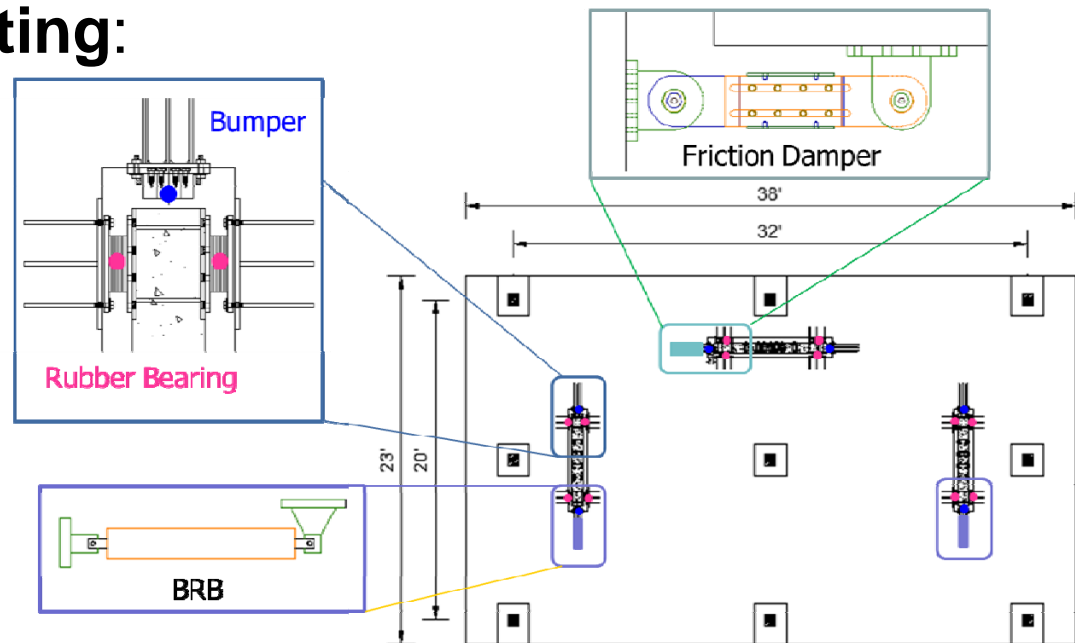 ting:
Bumper
Rubber Bearing
Friction Damper
38'
32'
23'
20'
BRB